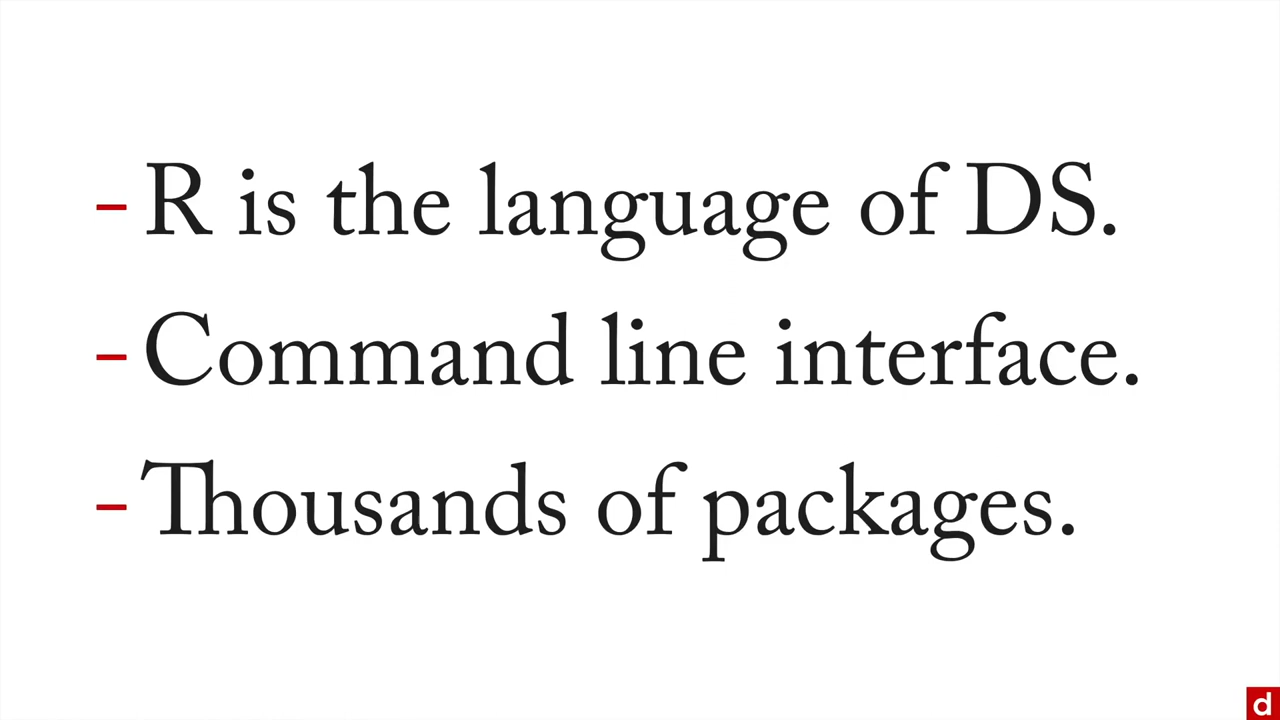 - R is the language of DS.
- Command line interface.
- Thousands of packages.
d